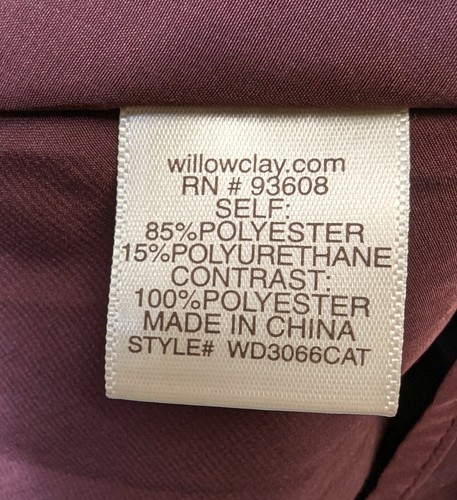 willowclay.com
RN # 93608
SELF:
85%POLYESTER
15%POLYURETHANE
CONTRAST:
100%POLYESTER
MADE IN CHINA
STYLE# WD3066CAT